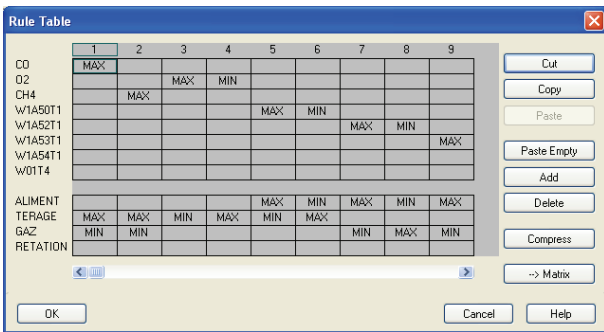 Rule Table
1 2 3 4 5 6 7 8 9
CO MAX
O2 MAX MIN
CH4 MAX
W1A50T1 MAX MIN
W1A52T1 MAX MIN
W1A53T1 MAX
W1A54T1
W01T4
ALIMENT MAX MIN MAX MIN MAX
TERAGE MAX MAX MIN MAX MIN MAX
GAZ MIN MIN MIN MAX MIN
RETATION
Cut
Copy
Paste
Paste Empty
Add
Delete
Compress
--> Matrix
OK Cancel Help